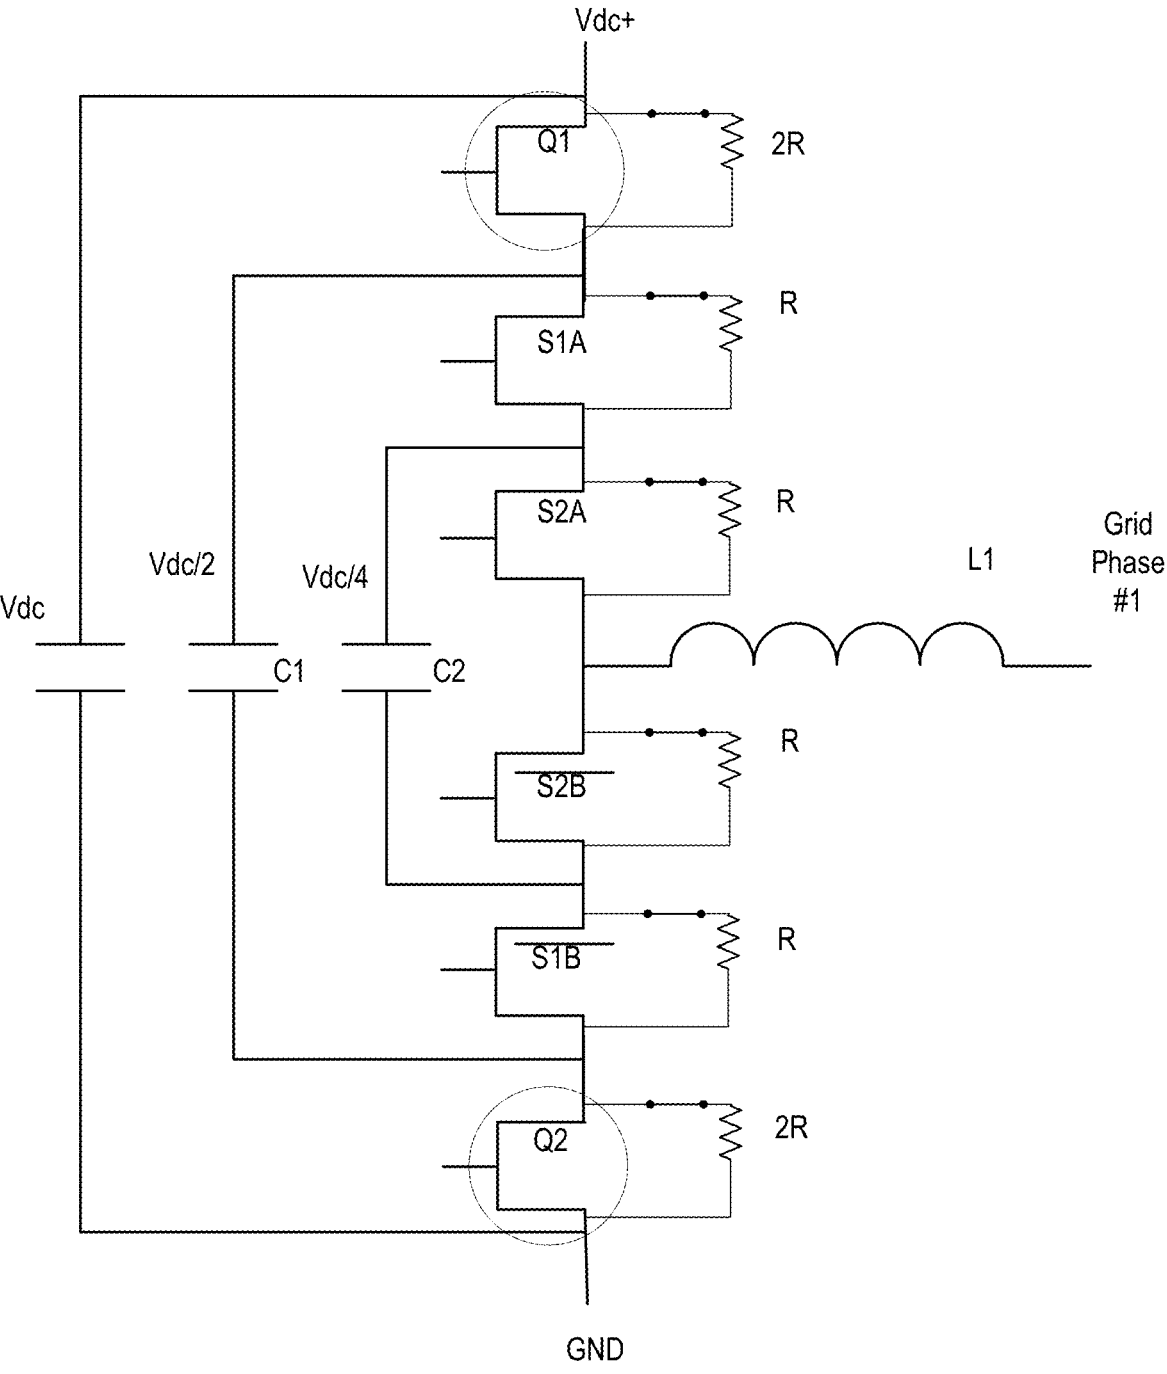 Vdc+
Q1
2R
R
S1A
R
S2A
Grid
Phase
#1
L1
Vdc/2
Vdc/4
Vdc
C1
C2
R
S2B
R
S1B
2R
Q2
GND